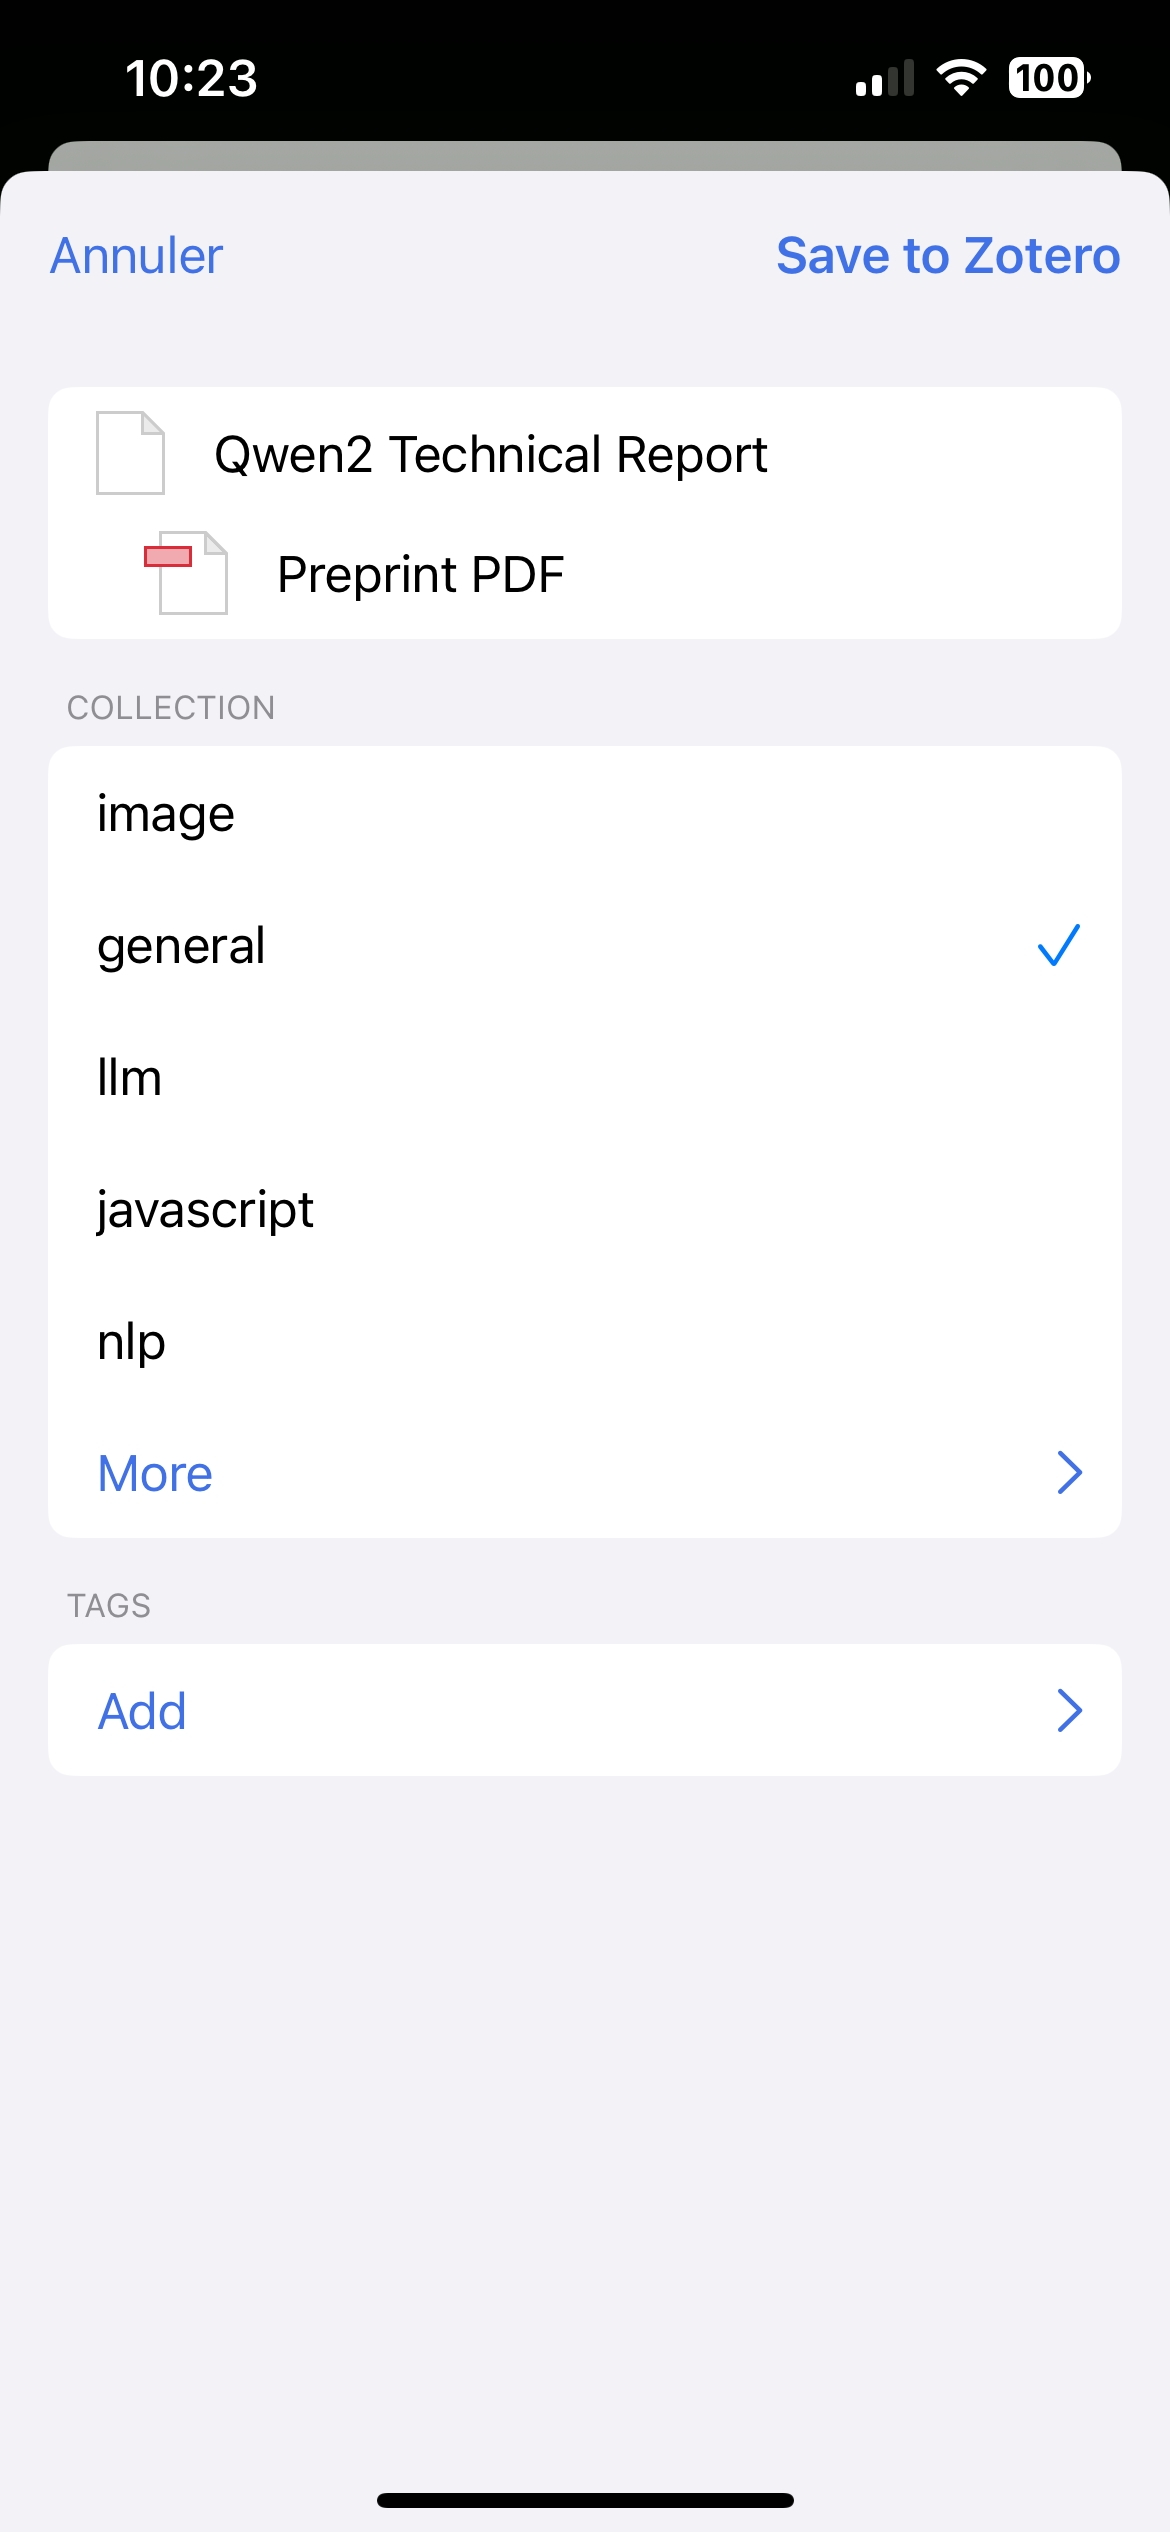 10:23
100
Annuler
Save to Zotero
Qwen2 Technical Report
Preprint PDF
COLLECTION
image
general
llm
javascript
nlp
More
TAGS
Add